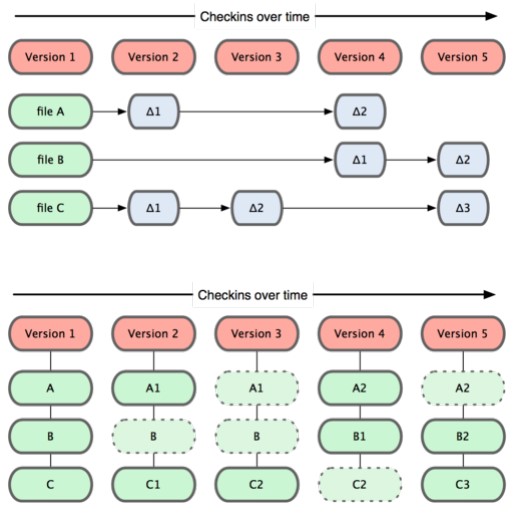 Checkins over time
Version 1 Version 2 Version 3 Version 4 Version 5
file A Δ1 Δ2
file B Δ1 Δ2
file C Δ1 Δ2 Δ3
Checkins over time
Version 1 Version 2 Version 3 Version 4 Version 5
A A1 A1 A2 A2
B B B B1 B2
C C1 C2 C2 C3